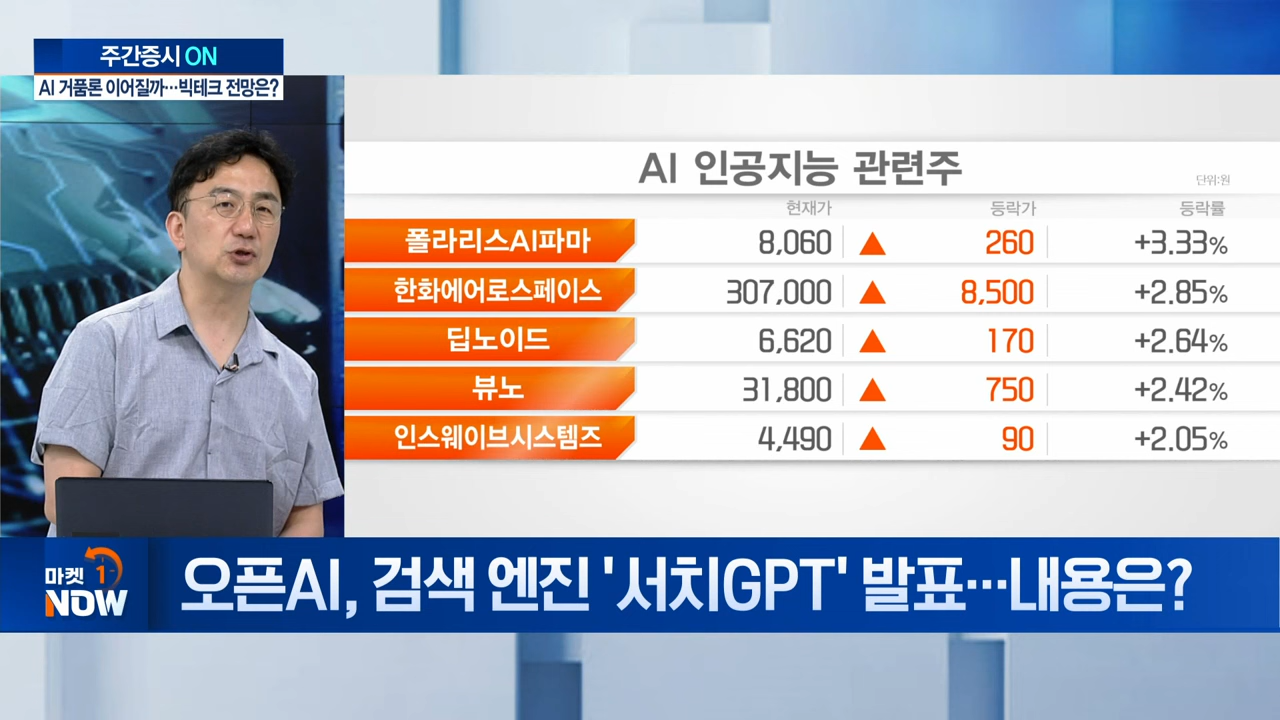 주간증시 ON
AI 거품론 이어질까…빅테크 전망은?
AI 인공지능 관련주
단위:원
현재가 등락가 등락률
폴라리스AI파마 8,060 ▲ 260 +3.33%
한화에어로스페이스 307,000 ▲ 8,500 +2.85%
딥노이드 6,620 ▲ 170 +2.64%
뷰노 31,800 ▲ 750 +2.42%
인스웨이브시스템즈 4,490 ▲ 90 +2.05%
마켓 1
NOW
오픈AI, 검색 엔진 '서치GPT' 발표…내용은?